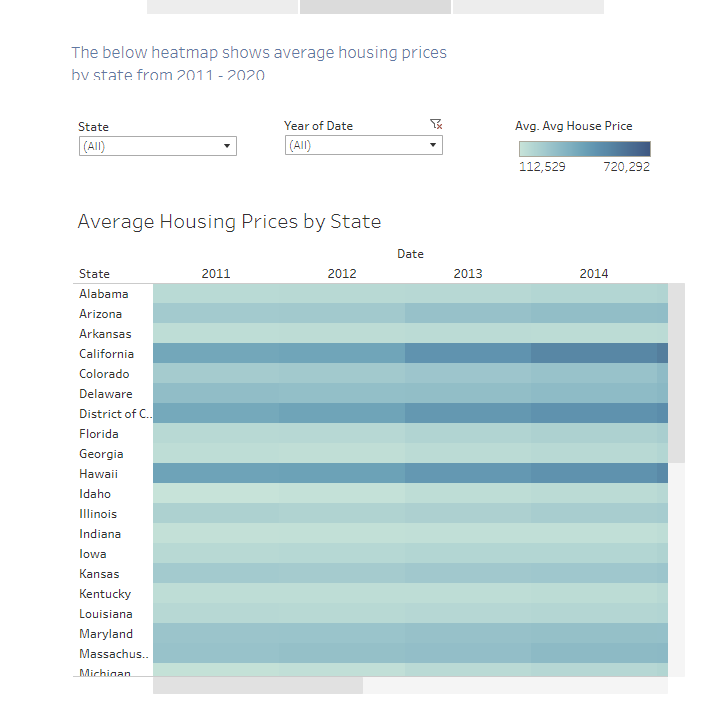 The below heatmap shows average housing prices
by state from 2011 - 2020
State
Year of Date
Avg. Avg House Price
(All)
(All)
112,529
720,292
Average Housing Prices by State
Date
State
2011
2012
2013
2014
Alabama
Arizona
Arkansas
California
Colorado
Delaware
District of C..
Florida
Georgia
Hawaii
Idaho
Illinois
Indiana
Iowa
Kansas
Kentucky
Louisiana
Maryland
Massachus..
Michigan